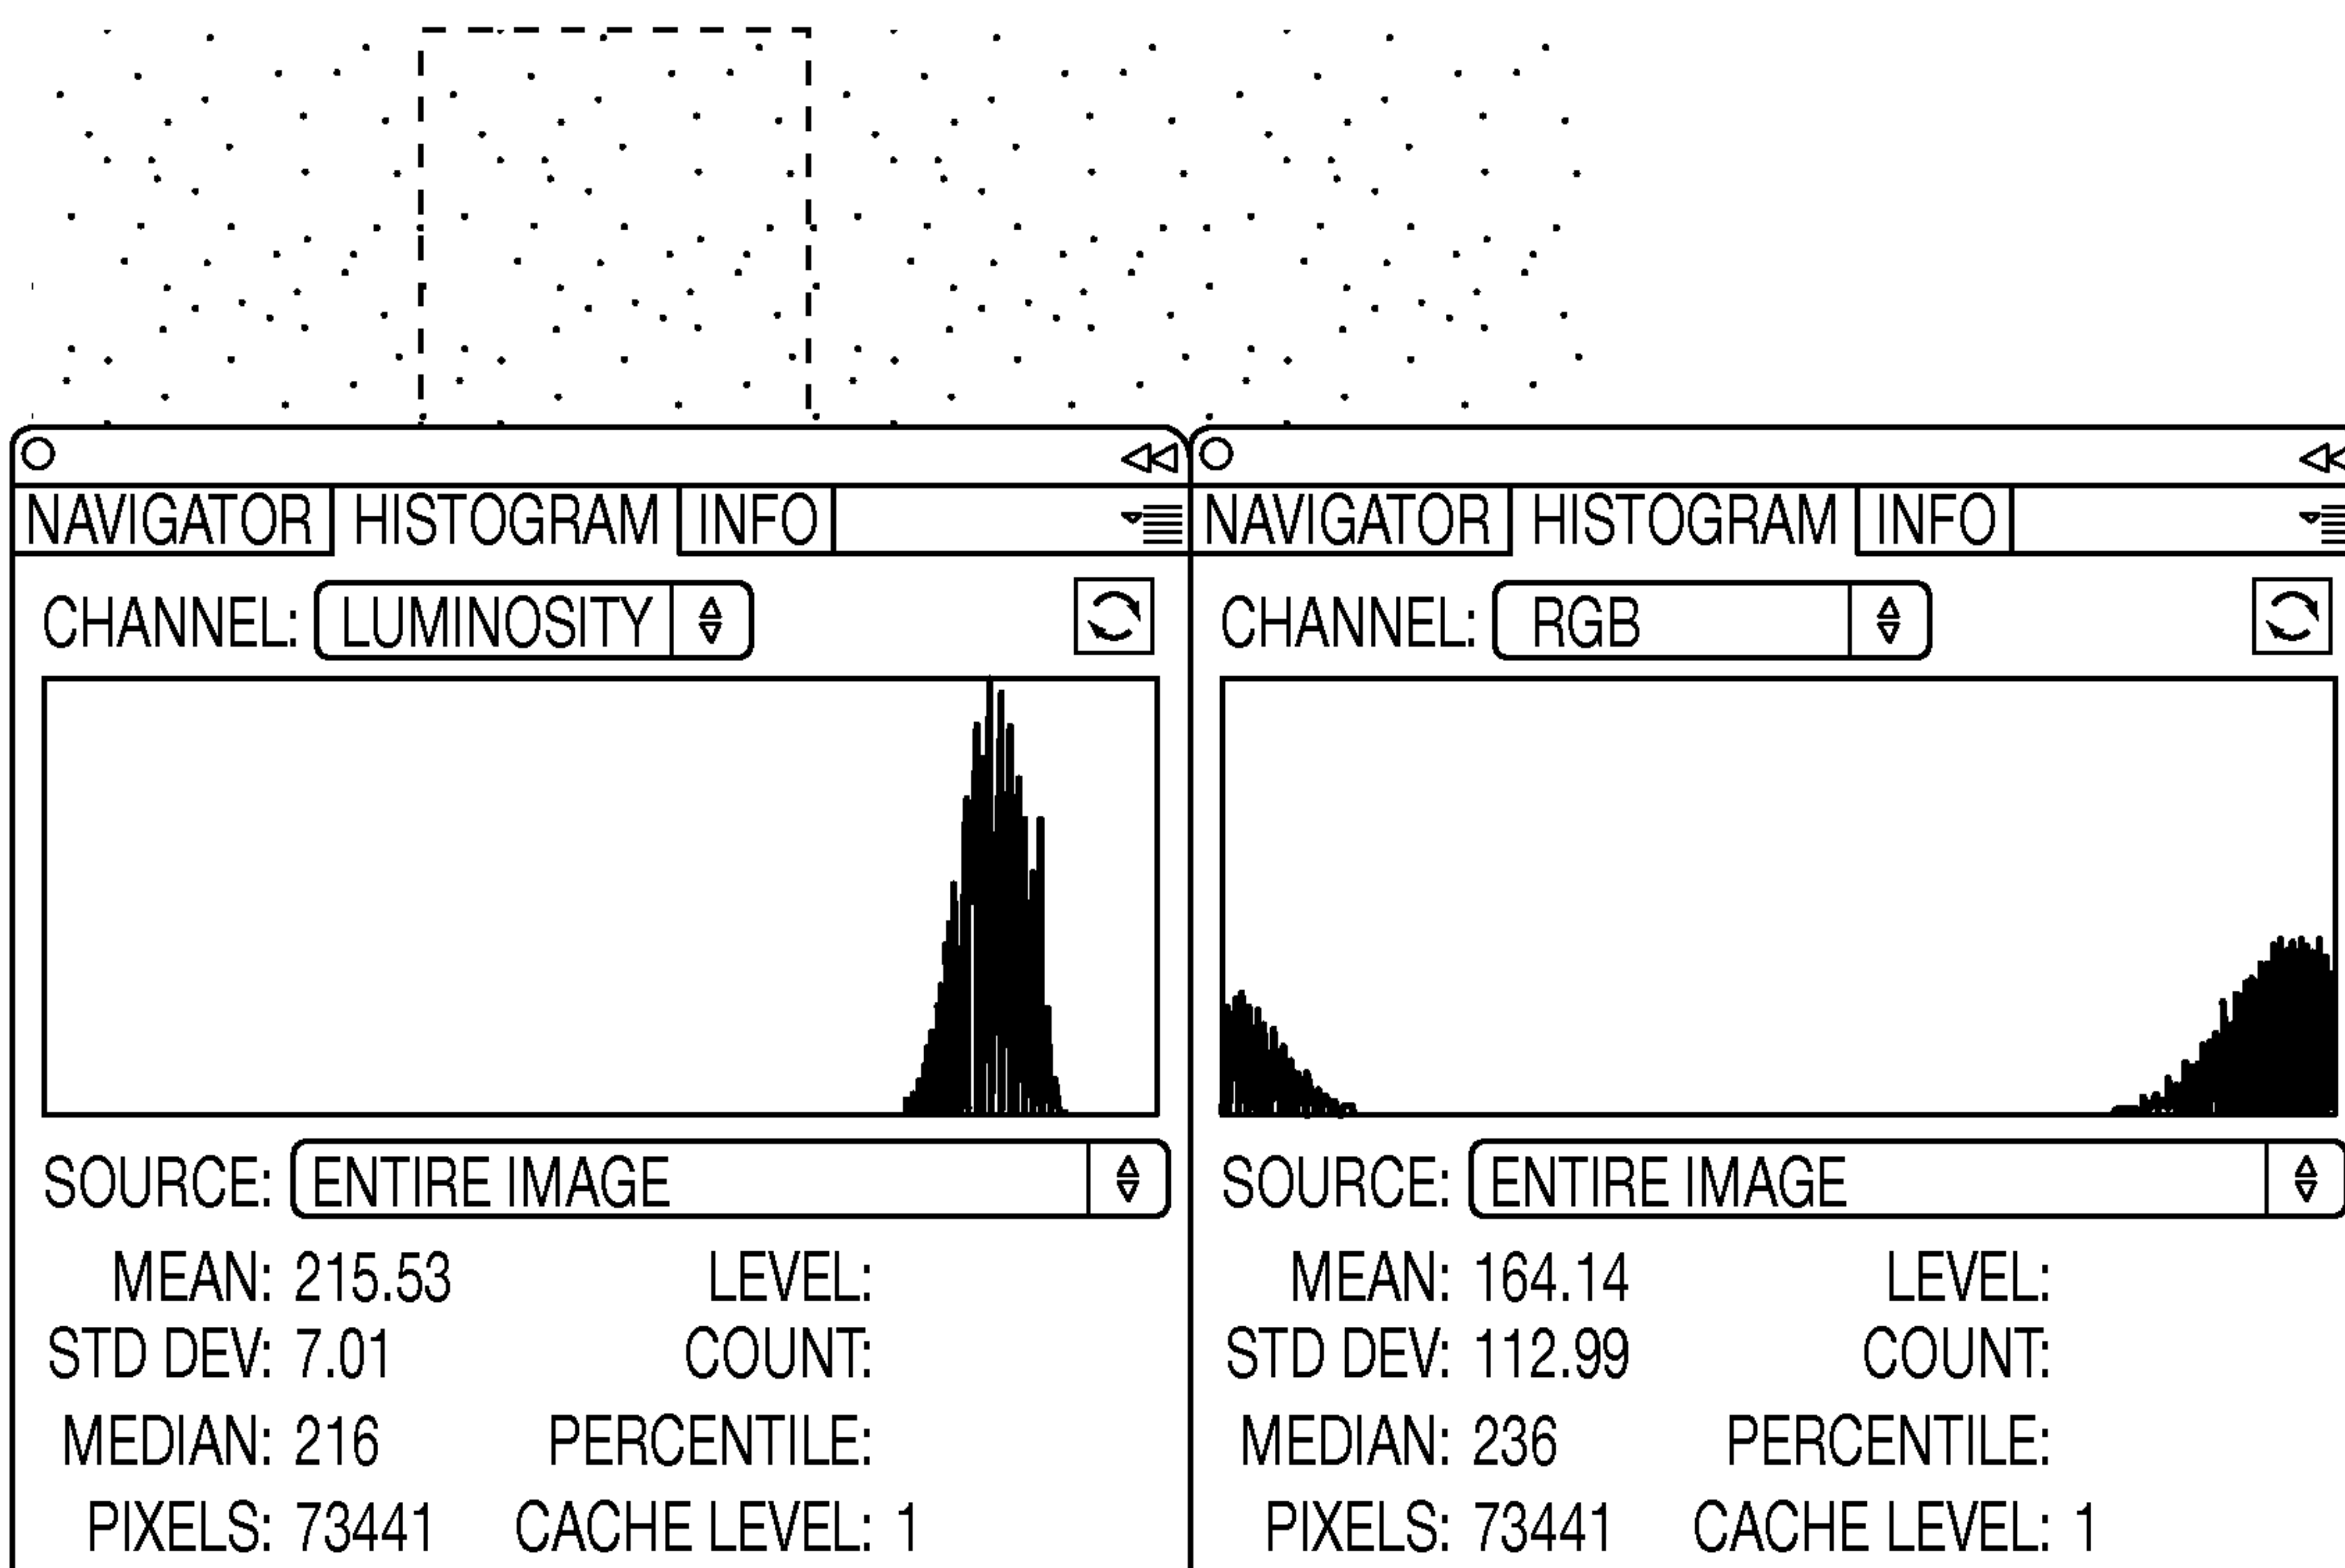 NAVIGATOR HISTOGRAM INFO
CHANNEL: LUMINOSITY
SOURCE: ENTIRE IMAGE
MEAN: 215.53 LEVEL:
STD DEV: 7.01 COUNT:
MEDIAN: 216 PERCENTILE:
PIXELS: 73441 CACHE LEVEL: 1
NAVIGATOR HISTOGRAM INFO
CHANNEL: RGB
SOURCE: ENTIRE IMAGE
MEAN: 164.14 LEVEL:
STD DEV: 112.99 COUNT:
MEDIAN: 236 PERCENTILE:
PIXELS: 73441 CACHE LEVEL: 1